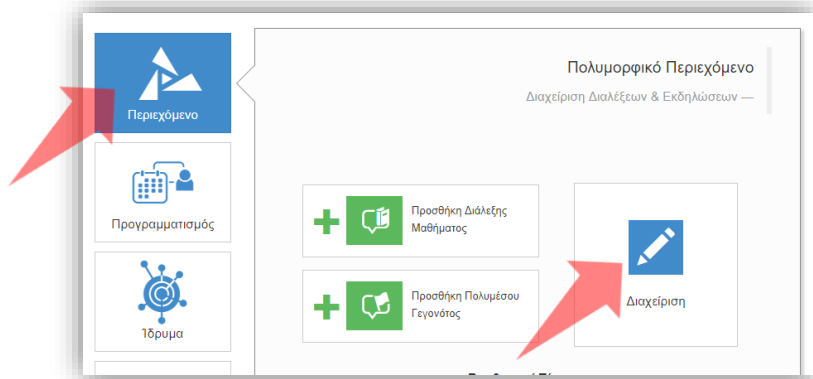 Περιεχόμενο
Πολυμορφικό Περιεχόμενο
Διαχείριση Διαλέξεων & Εκδηλώσεων —
Προγραμματισμός
Προσθήκη Διάλεξης
Μαθήματος
Προσθήκη Πολυμέσου
Γεγονότος
Διαχείριση
Ίδρυμα